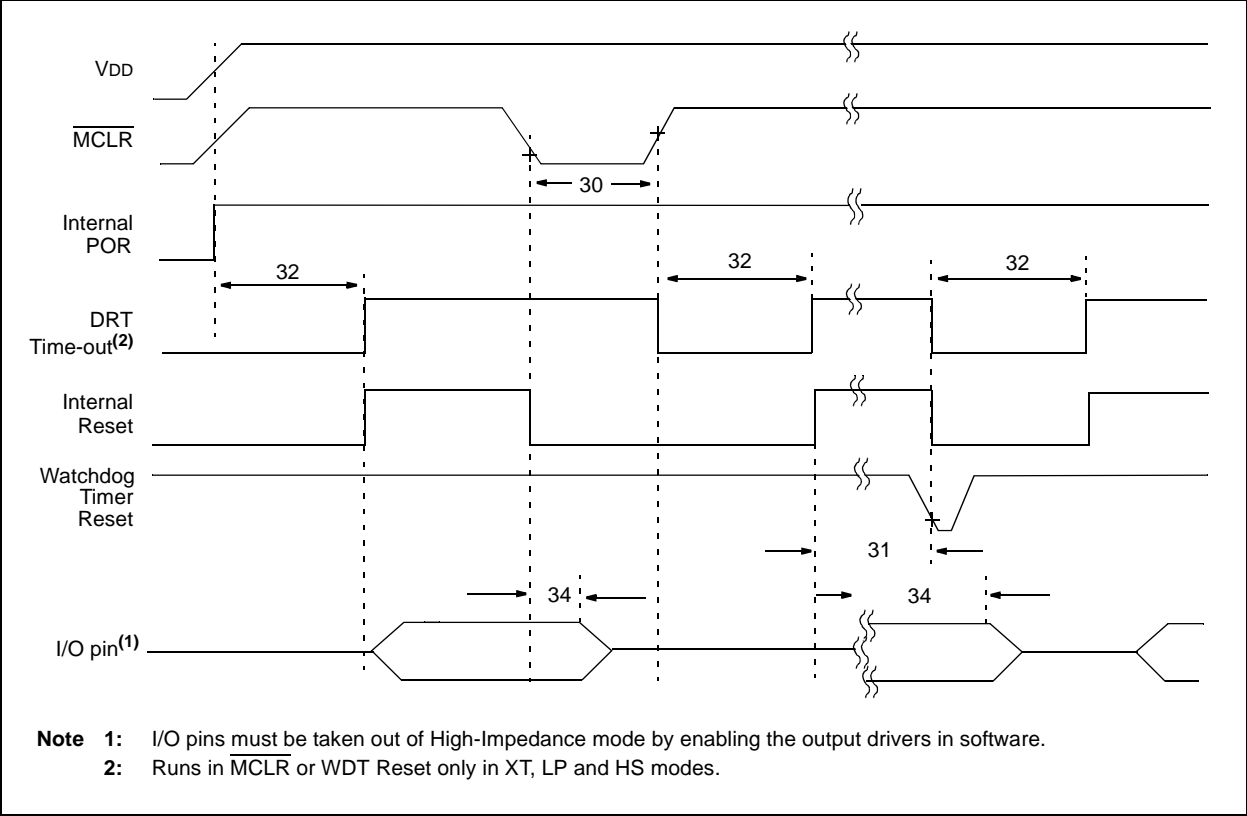 VDD
MCLR
30
Internal
POR
32
32
32
DRT
Time-out(2)
Internal
Reset
Watchdog
Timer
Reset
31
34
34
I/O pin(1)
Note 1: I/O pins must be taken out of High-Impedance mode by enabling the output drivers in software.
2: Runs in MCLR or WDT Reset only in XT, LP and HS modes.